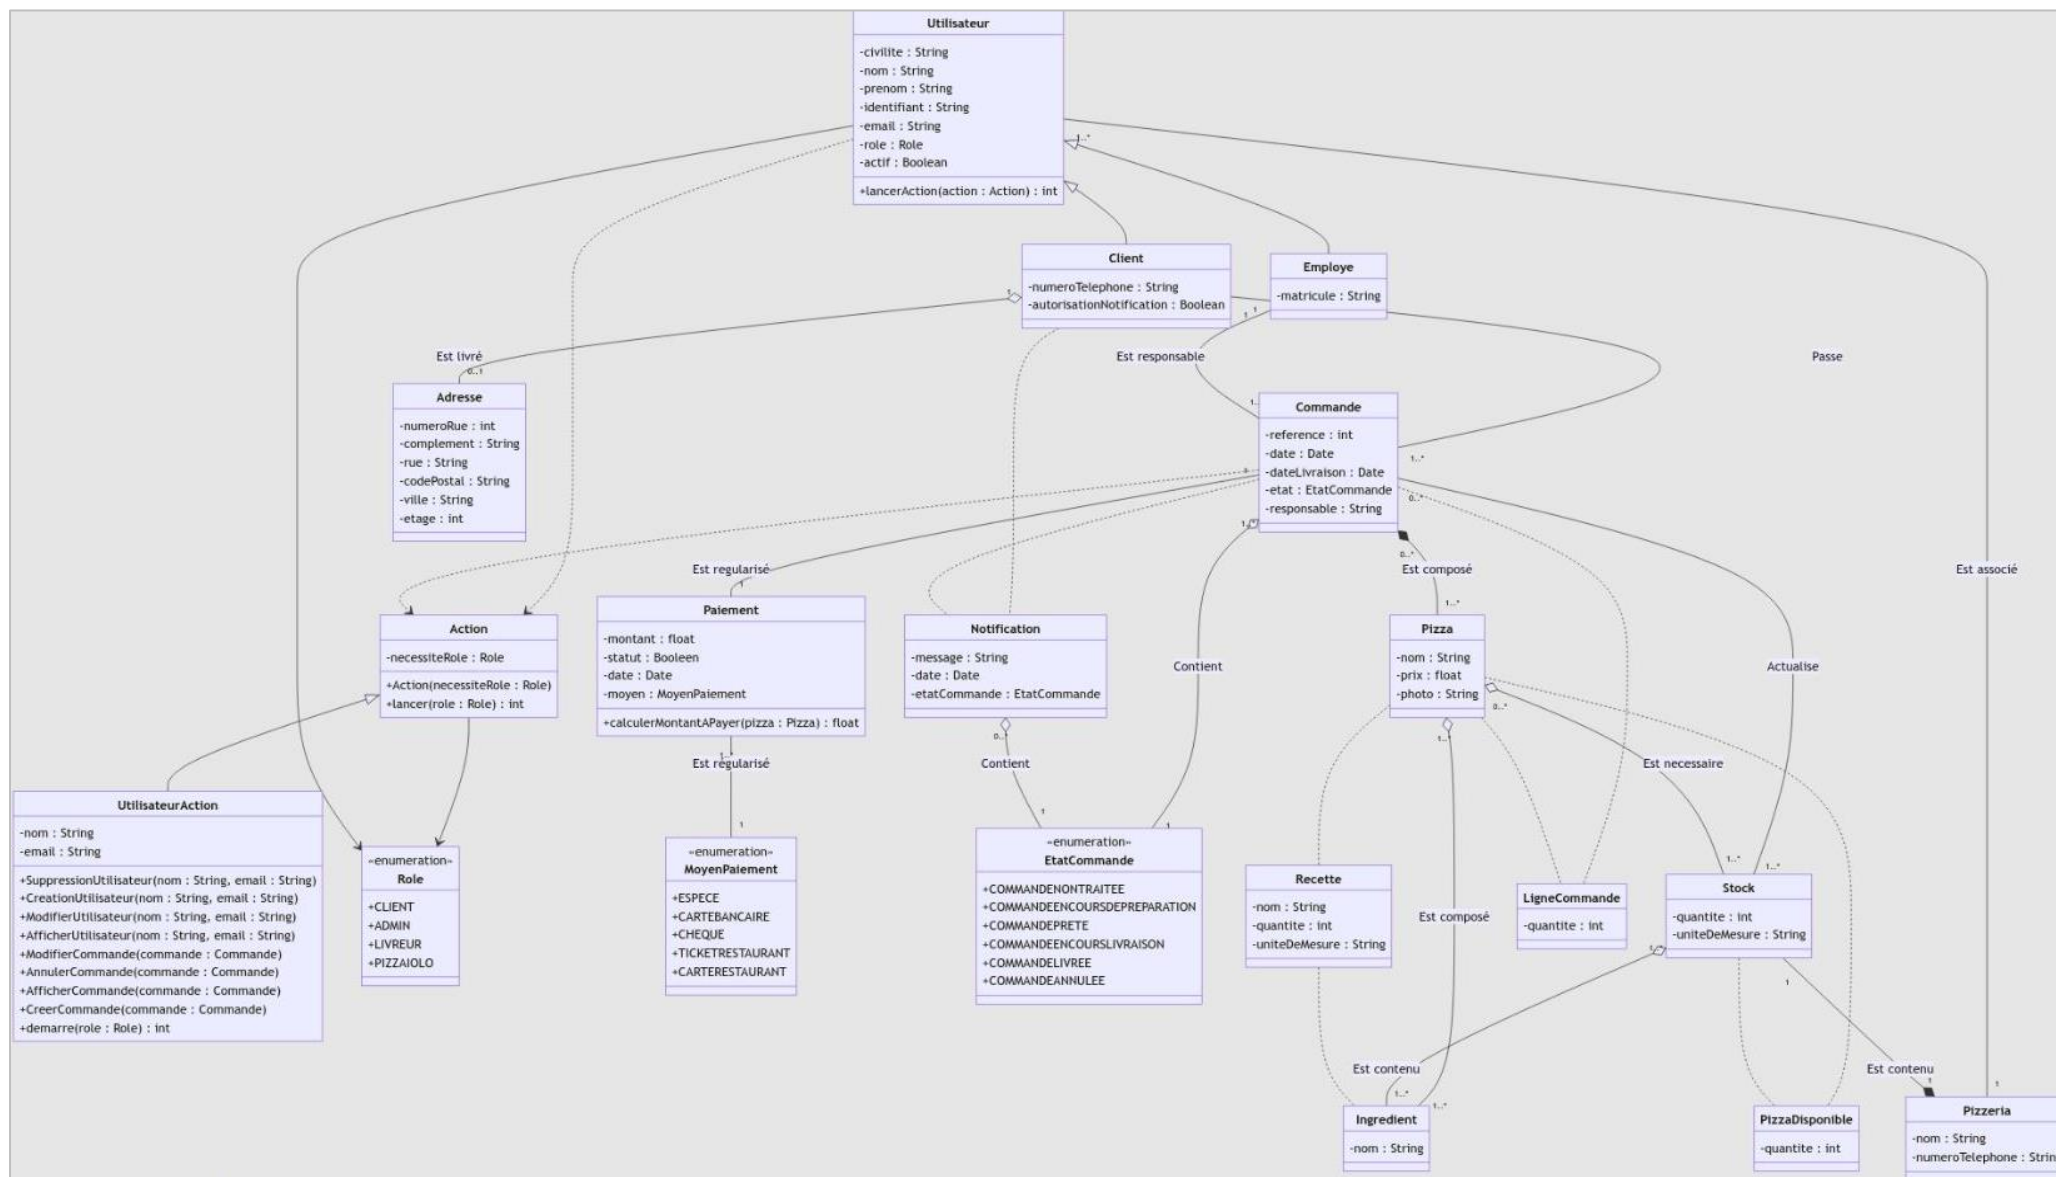 Utilisateur
-civilite : String
-nom : String
-prenom : String
-identifiant : String
-email : String
-role : Role
-actif : Boolean
+lancerAction(action : Action) : int
1..*
Client
-numeroTelephone : String
-autorisationNotification : Boolean
Employe
-matricule : String
1
1
1
Est livré
0..1
Est responsable
Passe
Adresse
-numeroRue : int
-complement : String
-rue : String
-codePostal : String
-ville : String
-etage : int
1..
Commande
-reference : int
-date : Date
-dateLivraison : Date
-etat : EtatCommande
-responsable : String
1..*
0..*
1..*
0..*
Est regularisé
1
Est composé
1..*
Est associé
Action
-necessiteRole : Role
+Action(necessiteRole : Role)
+lancer(role : Role) : int
Paiement
-montant : float
-statut : Booleen
-date : Date
-moyen : MoyenPaiement
+calculerMontantAPayer(pizza : Pizza) : float
Notification
-message : String
-date : Date
-etatCommande : EtatCommande
Contient
Pizza
-nom : String
-prix : float
-photo : String
Actualise
0..*
0..*
1..*
1..*
Est regularisé
Contient
Est necessaire
1
1
1
1..*
1..*
UtilisateurAction
-nom : String
-email : String
+SuppressionUtilisateur(nom : String, email : String)
+CreationUtilisateur(nom : String, email : String)
+ModifierUtilisateur(nom : String, email : String)
+AfficherUtilisateur(nom : String, email : String)
+ModifierCommande(commande : Commande)
+AnnulerCommande(commande : Commande)
+AfficherCommande(commande : Commande)
+CreerCommande(commande : Commande)
+demarre(role : Role) : int
«enumeration»
Role
+CLIENT
+ADMIN
+LIVREUR
+PIZZAIOLO
«enumeration»
MoyenPaiement
+ESPECE
+CARTEBANCAIRE
+CHEQUE
+TICKETRESTAURANT
+CARTERESTAURANT
«enumeration»
EtatCommande
+COMMANDENONTRAITEE
+COMMANDEENCOURSDEPREPARATION
+COMMANDEPRETE
+COMMANDEENCOURSLIVRAISON
+COMMANDELIVREE
+COMMANDEANNULEE
Recette
-nom : String
-quantite : int
-uniteDeMesure : String
Est composé
LigneCommande
-quantite : int
Stock
-quantite : int
-uniteDeMesure : String
1
Est contenu
Est contenu
1..*
1..*
1
1
Ingredient
-nom : String
PizzaDisponible
-quantite : int
Pizzeria
-nom : String
-numeroTelephone : Strin